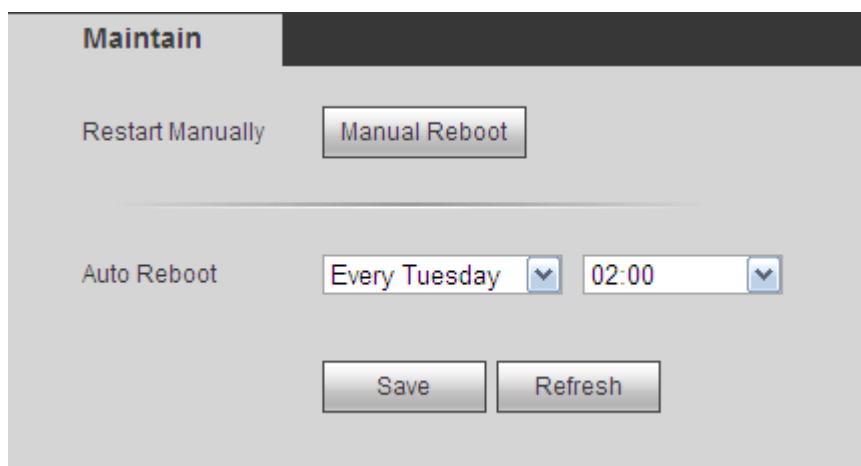 Maintain
Restart Manually Manual Reboot
Auto Reboot Every Tuesday 02:00
Save Refresh